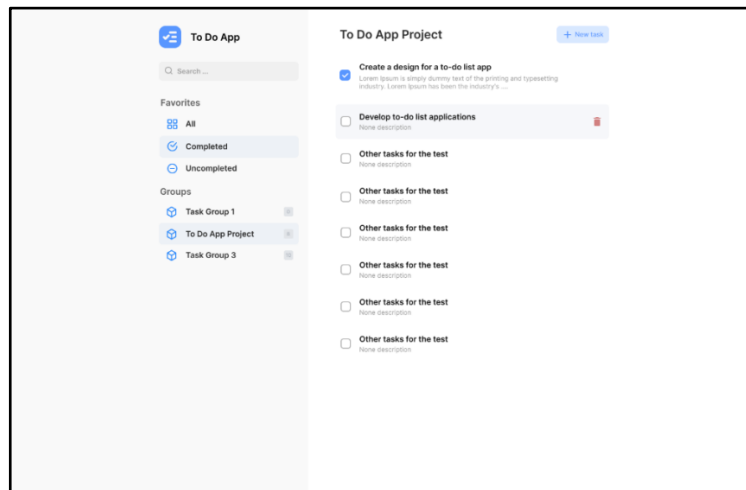 To Do App
Search ...
Favorites
All
Completed
Uncompleted
Groups
Task Group 1
To Do App Project
Task Group 3
To Do App Project
+ New task
Create a design for a to-do list app
Lorem Ipsum is simply dummy text of the printing and typesetting
industry. Lorem Ipsum has been the industry's ....
Develop to-do list applications
None description
Other tasks for the test
None description
Other tasks for the test
None description
Other tasks for the test
None description
Other tasks for the test
None description
Other tasks for the test
None description
Other tasks for the test
None description